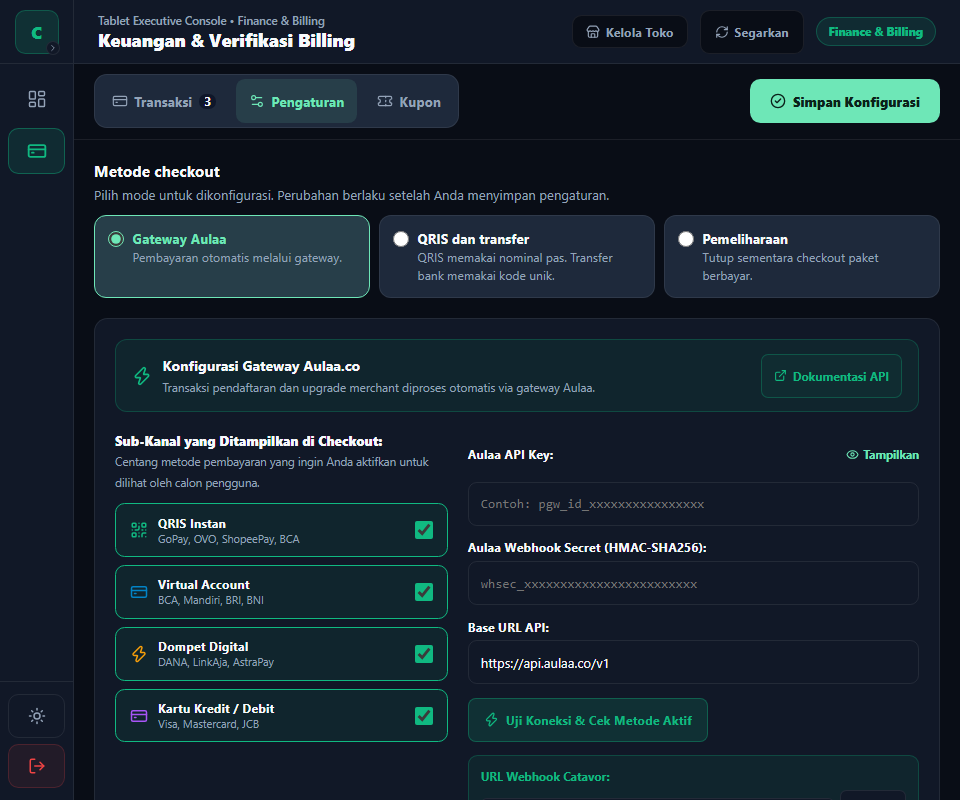 C
Tablet Executive Console • Finance & Billing
Keuangan & Verifikasi Billing
Kelola Toko
Segarkan
Finance & Billing
Transaksi 3
Pengaturan
Kupon
Simpan Konfigurasi
Metode checkout
Pilih mode untuk dikonfigurasi. Perubahan berlaku setelah Anda menyimpan pengaturan.
Gateway Aulaa
Pembayaran otomatis melalui gateway.
QRIS dan transfer
QRIS memakai nominal pas. Transfer
bank memakai kode unik.
Pemeliharaan
Tutup sementara checkout paket
berbayar.
Konfigurasi Gateway Aulaa.co
Transaksi pendaftaran dan upgrade merchant diproses otomatis via gateway Aulaa.
Dokumentasi API
Sub-Kanal yang Ditampilkan di Checkout:
Centang metode pembayaran yang ingin Anda aktifkan untuk
dilihat oleh calon pengguna.
QRIS Instan
GoPay, OVO, ShopeePay, BCA
Virtual Account
BCA, Mandiri, BRI, BNI
Dompet Digital
DANA, LinkAja, AstraPay
Kartu Kredit / Debit
Visa, Mastercard, JCB
Aulaa API Key:
Tampilkan
Contoh: pgw_id_xxxxxxxxxxxxxxxx
Aulaa Webhook Secret (HMAC-SHA256):
whsec_xxxxxxxxxxxxxxxxxxxxxxxx
Base URL API:
https://api.aulaa.co/v1
Uji Koneksi & Cek Metode Aktif
URL Webhook Catavor: